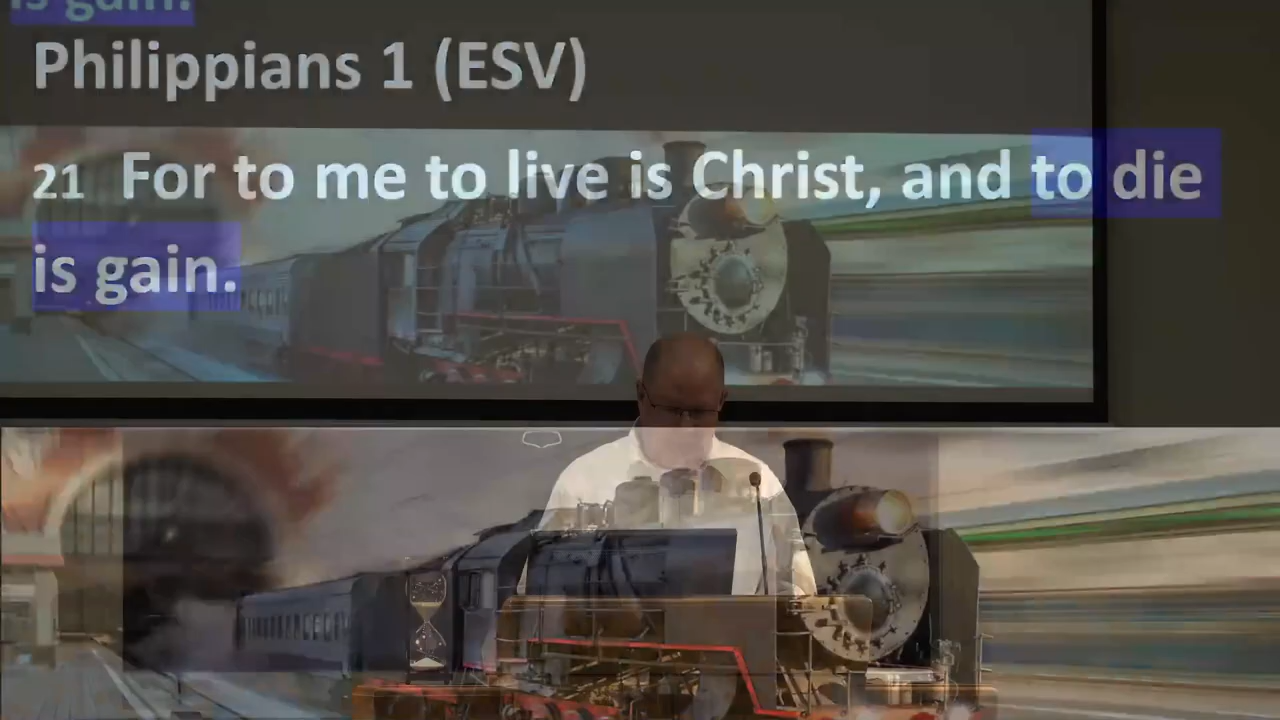 is gain.
Philippians 1 (ESV)
21 For to me to live is Christ, and to die
is gain.